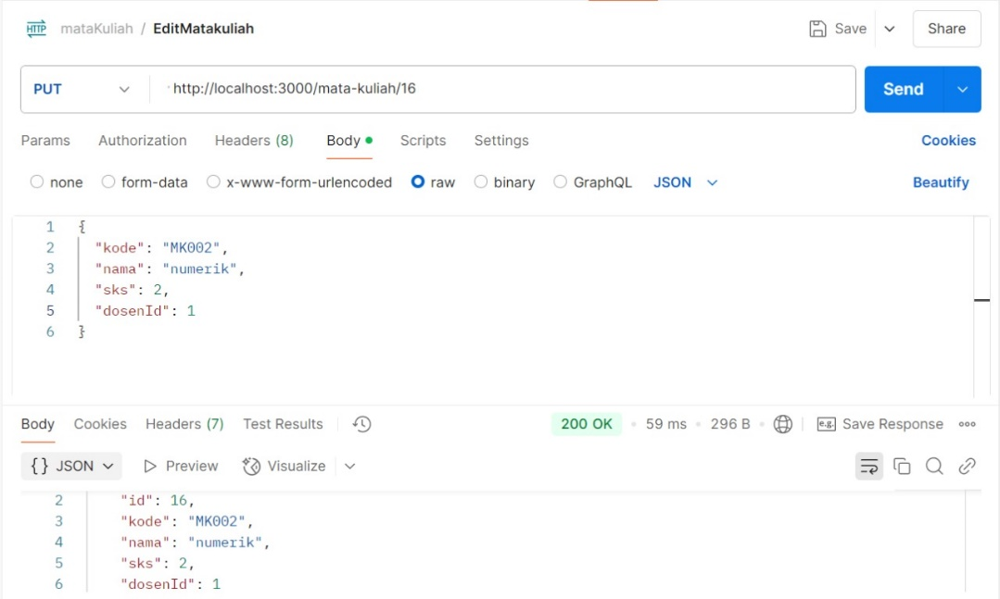 HTTP mataKuliah / EditMatakuliah Save Share
PUT http://localhost:3000/mata-kuliah/16 Send
Params Authorization Headers (8) Body Scripts Settings Cookies
none form-data x-www-form-urlencoded raw binary GraphQL JSON Beautify
1 {
2 "kode": "MK002",
3 "nama": "numerik",
4 "sks": 2,
5 "dosenId": 1
6 }
Body Cookies Headers (7) Test Results 200 OK • 59 ms • 296 B • e.g. Save Response
{} JSON Preview Visualize
2 "id": 16,
3 "kode": "MK002",
4 "nama": "numerik",
5 "sks": 2,
6 "dosenId": 1